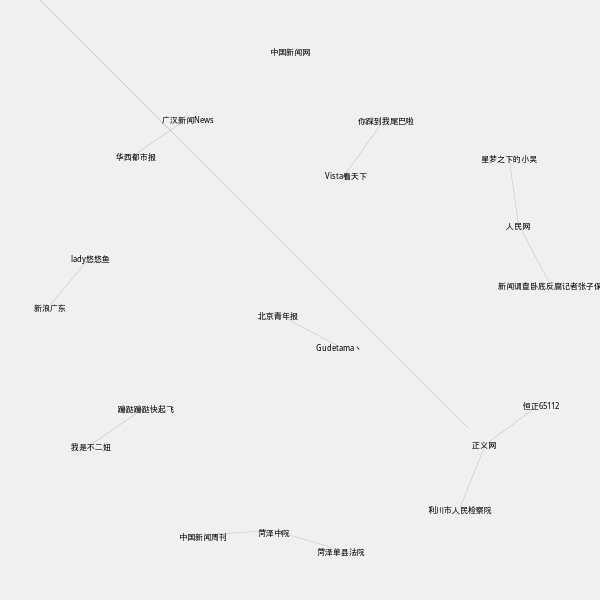 中国新闻网
广汉新闻News
你踩到我尾巴啦
华西都市报
星梦之下的小吴
Vista看天下
人民网
lady悠悠鱼
新闻调查卧底反腐记者张子保
新浪广东
北京青年报
Gudetama丶
恒正65112
蹦跶蹦跶快起飞
正义网
我是不二妞
利川市人民检察院
菏泽中院
中国新闻周刊
菏泽单县法院